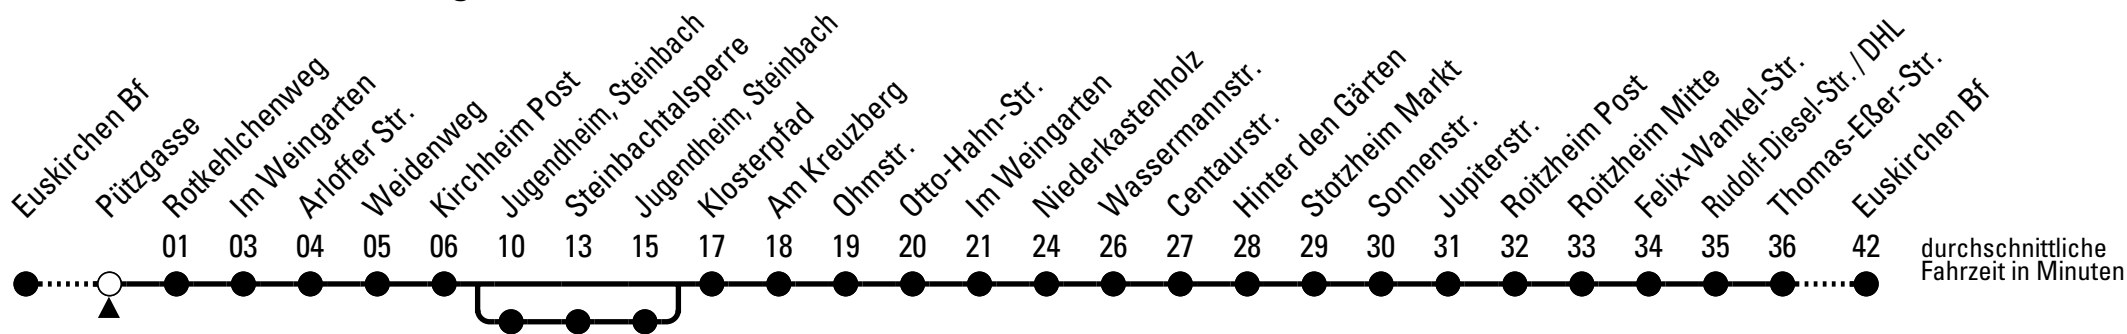 Euskirchen Bf
Pützgasse
Rotkehlchenweg
Im Weingarten
Arloffer Str.
Weidenweg
Kirchheim Post
Jugendheim, Steinbach
Steinbachtalsperre
Jugendheim, Steinbach
Klosterpfad
Am Kreuzberg
Ohmstr.
Otto-Hahn-Str.
Im Weingarten
Niederkastenholz
Wassermannstr.
Centaurstr.
Hinter den Gärten
Stotzheim Markt
Sonnenstr.
Jupiterstr.
Roitzheim Post
Roitzheim Mitte
Felix-Wankel-Str.
Rudolf-Diesel-Str. / DHL
Thomas-Eßer-Str.
Euskirchen Bf
01 03 04 05 06 10 13 15 17 18 19 20 21 24 26 27 28 29 30 31 32 33 34 35 36 42
durchschnittliche
Fahrzeit in Minuten